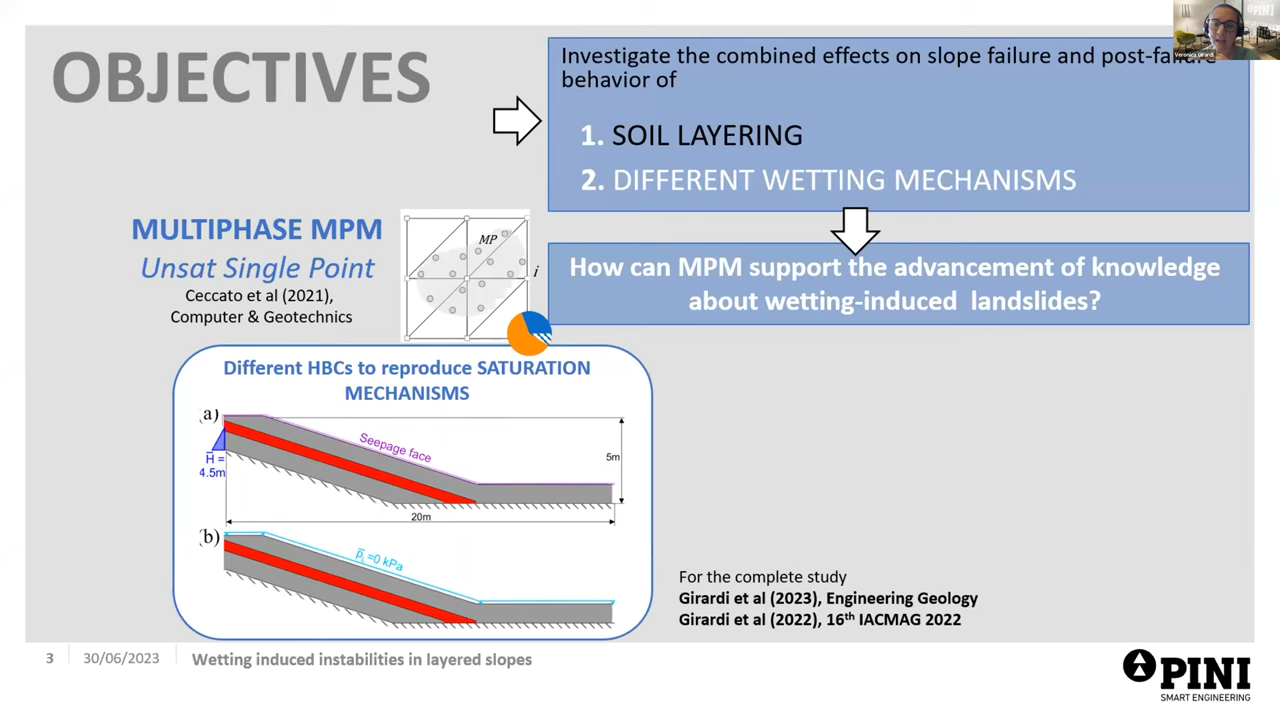 OBJECTIVES
Investigate the combined effects on slope failure and post-failure
behavior of
1. SOIL LAYERING
2. DIFFERENT WETTING MECHANISMS
PINI
Veronica Girardi
MULTIPHASE MPM
Unsat Single Point
Ceccato et al (2021),
Computer & Geotechnics
MP
i
How can MPM support the advancement of knowledge
about wetting-induced landslides?
Different HBCs to reproduce SATURATION
MECHANISMS
(a)
Seepage face
H̅ =
4.5m
5m
20m
(b)
p̅L =0 kPa
For the complete study
Girardi et al (2023), Engineering Geology
Girardi et al (2022), 16th IACMAG 2022
3
30/06/2023
Wetting induced instabilities in layered slopes
PINI
SMART ENGINEERING